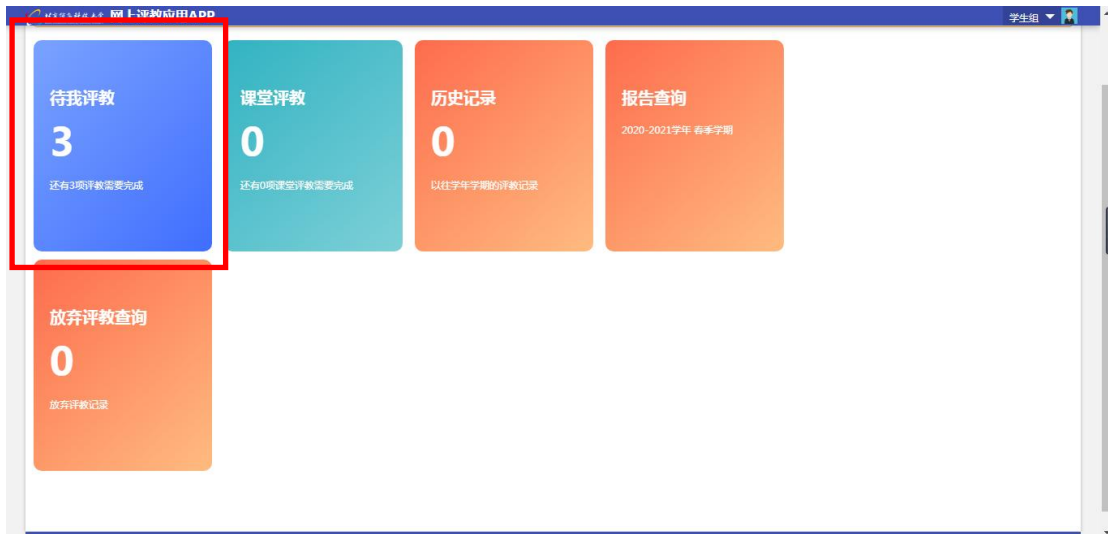 网上评教应用APP
学生组
待我评教
3
还有3项评教需要完成
课堂评教
0
还有0项课堂评教需要完成
历史记录
0
以往学年学期的评教记录
报告查询
2020-2021学年 春季学期
放弃评教查询
0
放弃评教记录